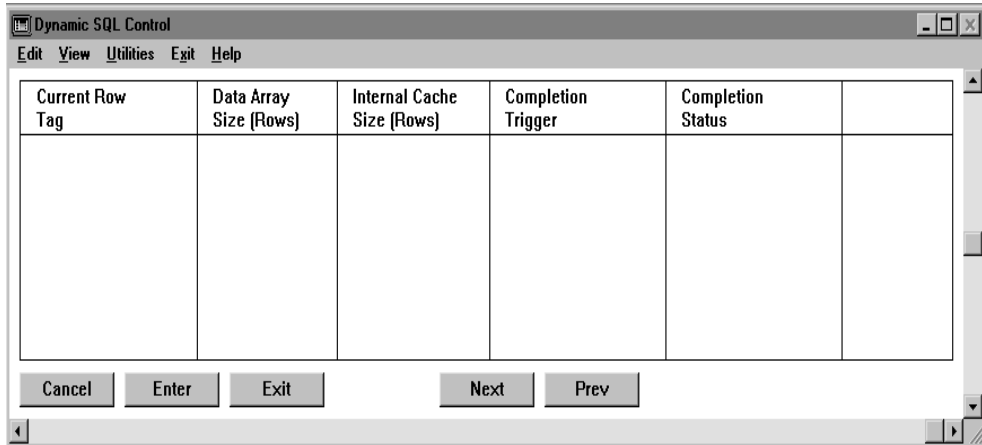 Dynamic SQL Control
Edit View Utilities Exit Help
Current Row Tag
Data Array Size (Rows)
Internal Cache Size (Rows)
Completion Trigger
Completion Status
Cancel Enter Exit Next Prev